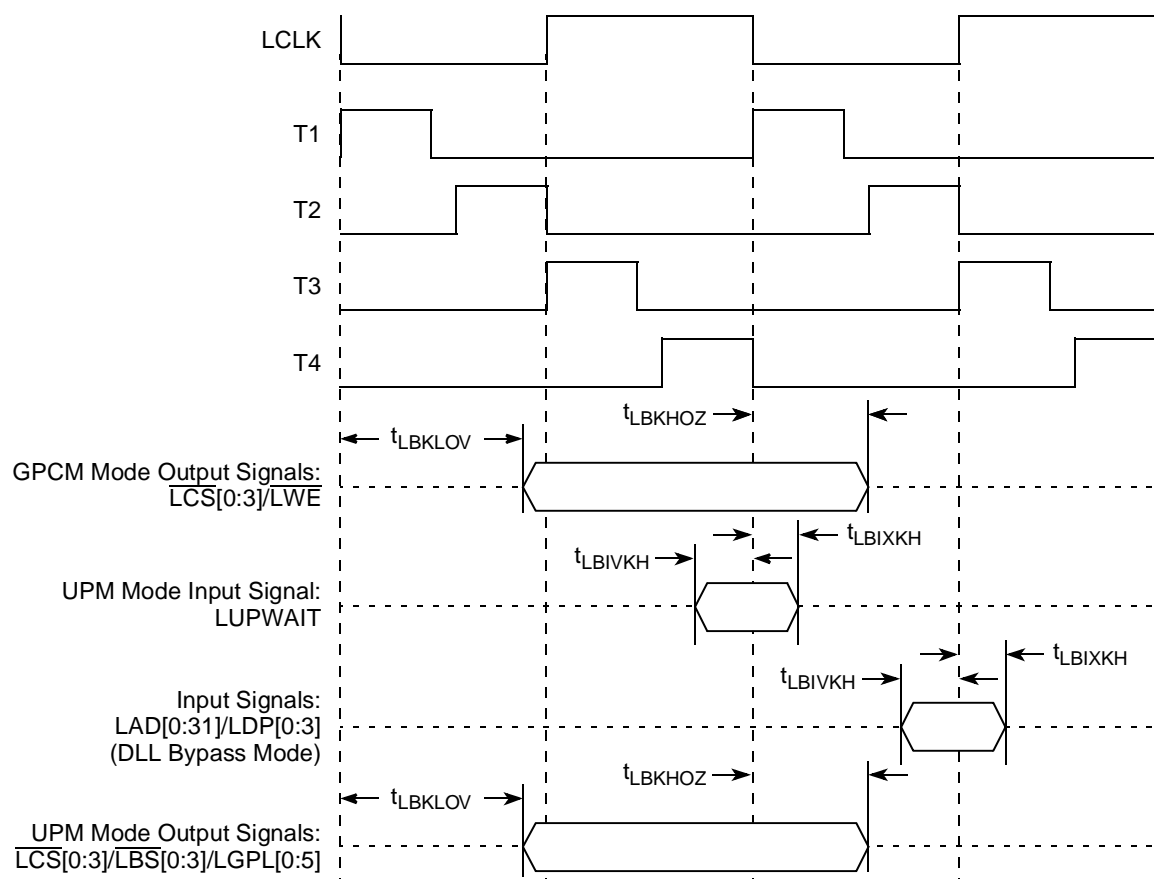 LCLK
T1
T2
T3
T4
tLBKHOZ
tLBKLOV
GPCM Mode Output Signals:
LCS[0:3]/LWE
tLBIXKH
tLBIVKH
UPM Mode Input Signal:
LUPWAIT
tLBIXKH
tLBIVKH
Input Signals:
LAD[0:31]/LDP[0:3]
(DLL Bypass Mode)
tLBKHOZ
tLBKLOV
UPM Mode Output Signals:
LCS[0:3]/LBS[0:3]/LGPL[0:5]